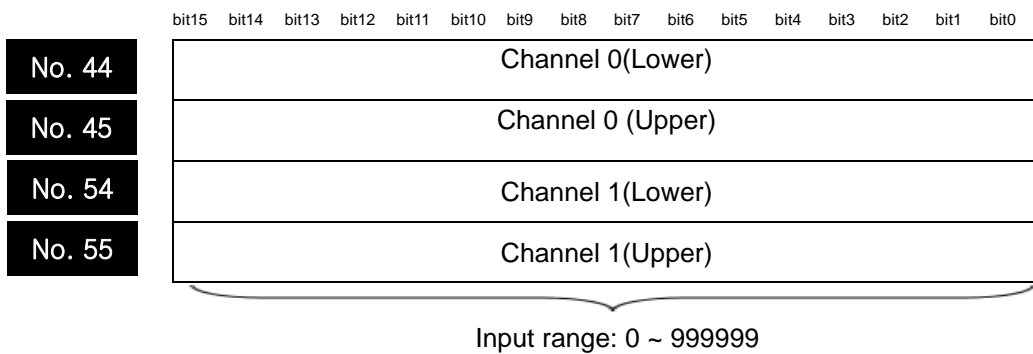 bit15 bit14 bit13 bit12 bit11 bit10 bit9 bit8 bit7 bit6 bit5 bit4 bit3 bit2 bit1 bit0
No. 44 Channel 0(Lower)
No. 45 Channel 0 (Upper)
No. 54 Channel 1(Lower)
No. 55 Channel 1(Upper)
Input range: 0 ~ 999999